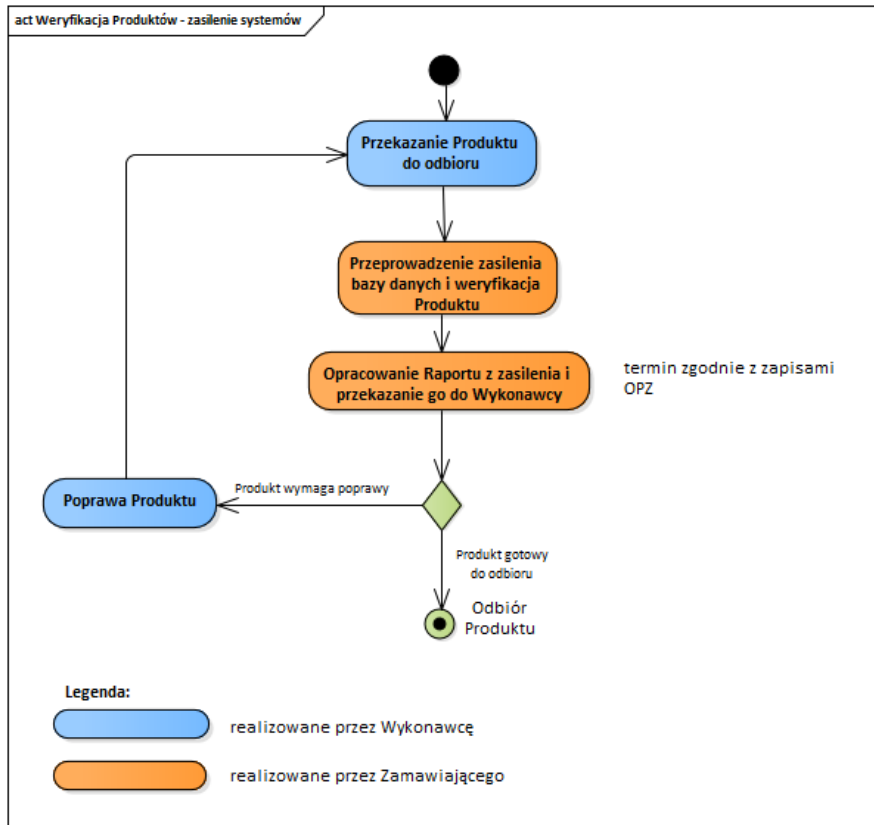 act Weryfikacja Produktów - zasilenie systemów
Przekazanie Produktu
do odbioru
Przeprowadzenie zasilenia
bazy danych i weryfikacja
Produktu
Opracowanie Raportu z zasilenia i
przekazanie go do Wykonawcy
termin zgodnie z zapisami
OPZ
Poprawa Produktu
Produkt wymaga poprawy
Produkt gotowy
do odbioru
Odbiór
Produktu
Legenda:
realizowane przez Wykonawcę
realizowane przez Zamawiającego